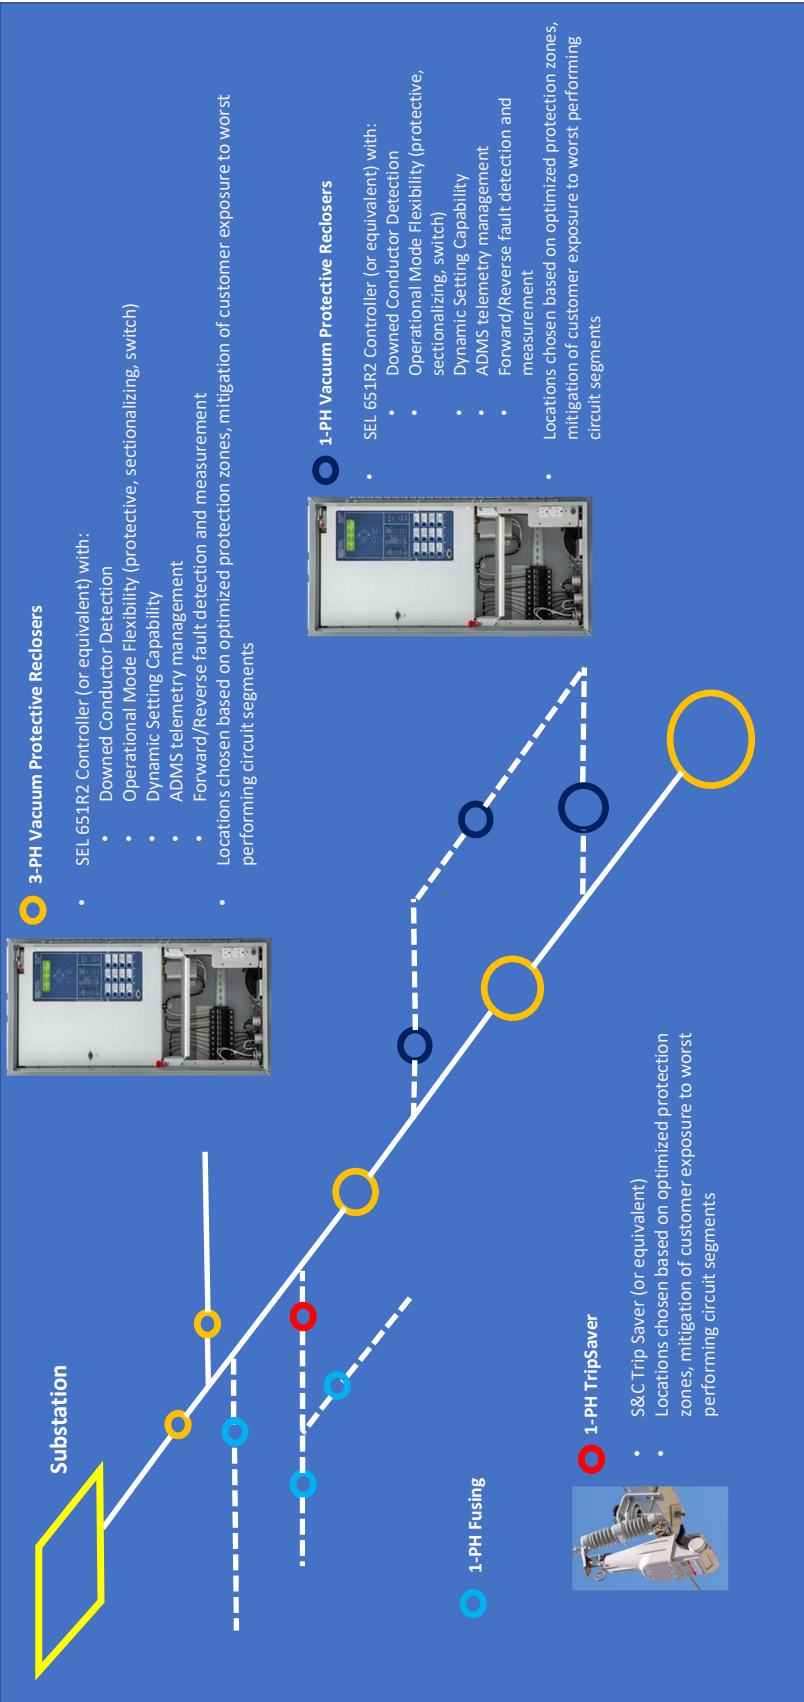 Substation
3-PH Vacuum Protective Reclosers
• SEL 651R2 Controller (or equivalent) with:
• Downed Conductor Detection
• Operational Mode Flexibility (protective, sectionalizing, switch)
• Dynamic Setting Capability
• ADMS telemetry management
• Forward/Reverse fault detection and measurement
• Locations chosen based on optimized protection zones, mitigation of customer exposure to worst
performing circuit segments
1-PH Vacuum Protective Reclosers
• SEL 651R2 Controller (or equivalent) with:
• Downed Conductor Detection
• Operational Mode Flexibility (protective,
sectionalizing, switch)
• Dynamic Setting Capability
• ADMS telemetry management
• Forward/Reverse fault detection and
measurement
• Locations chosen based on optimized protection zones,
mitigation of customer exposure to worst performing
circuit segments
1-PH Fusing
1-PH TripSaver
• S&C Trip Saver (or equivalent)
• Locations chosen based on optimized protection
zones, mitigation of customer exposure to worst
performing circuit segments